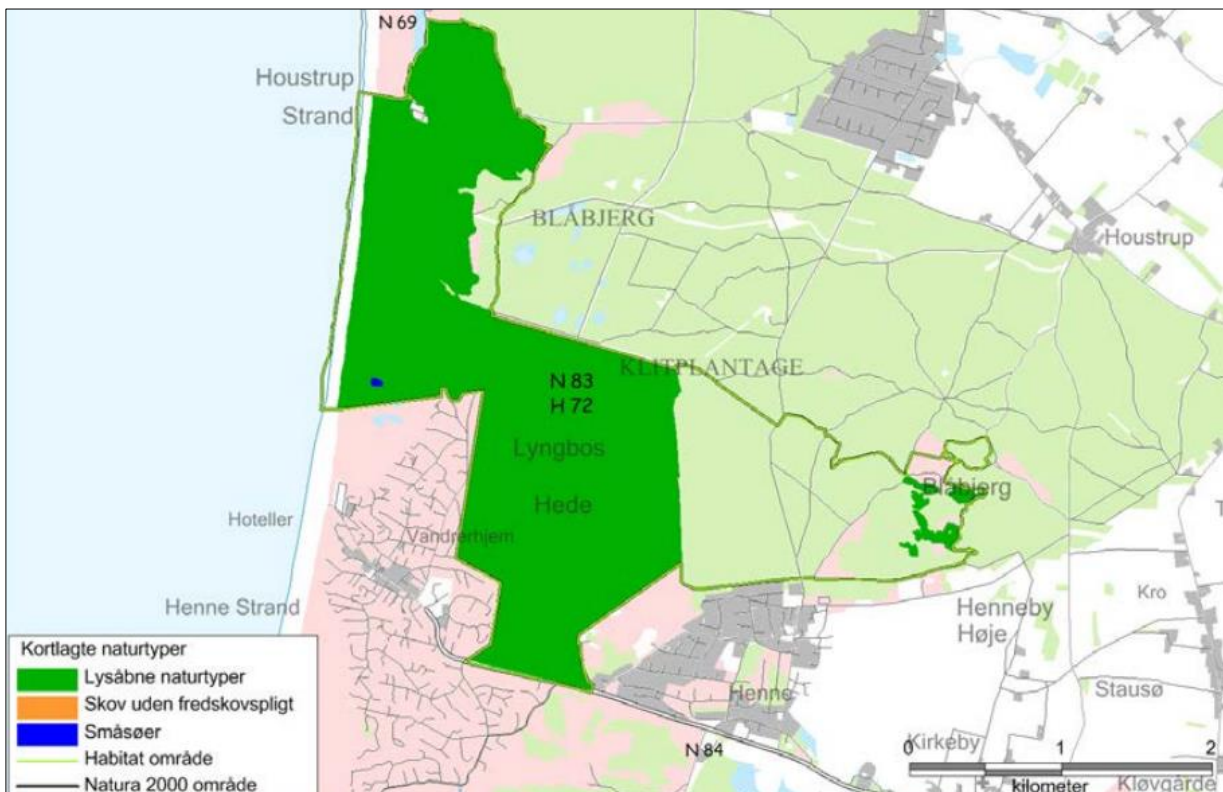 N 69
Houstrup
Strand
BLÅBJERG
Houstrup
KLITPLANTAGE
N 83
H 72
Lyngbos
Hede
Blåbjerg
Hoteller
Vandrerhjem
Henne Strand
Kro
Henneby
Høje
Stausø
Henne
N 84
Kirkeby
Kløvgårde
T
Kortlagte naturtyper
Lysåbne naturtyper
Skov uden fredskovspligt
Småsøer
Habitat område
Natura 2000 område
0 1 2
kilometer